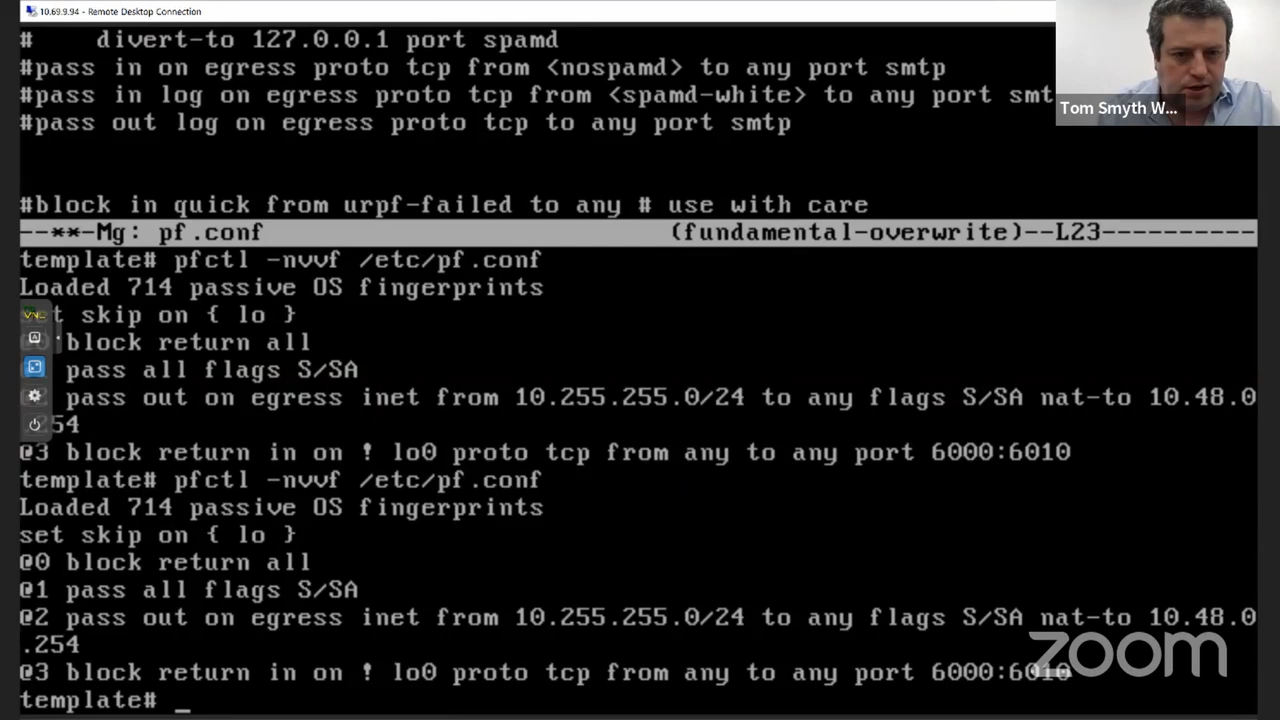 10.69.9.94 - Remote Desktop Connection
#    divert-to 127.0.0.1 port spamd
#pass in on egress proto tcp from <nospamd> to any port smtp
#pass in log on egress proto tcp from <spamd-white> to any port smt
#pass out log on egress proto tcp to any port smtp
Tom Smyth W...
#block in quick from urpf-failed to any # use with care
--**-Mg: pf.conf (fundamental-overwrite)--L23----------
template# pfctl -nvvf /etc/pf.conf
Loaded 714 passive OS fingerprints
t skip on { lo }
block return all
pass all flags S/SA
pass out on egress inet from 10.255.255.0/24 to any flags S/SA nat-to 10.48.0
.254
@3 block return in on ! lo0 proto tcp from any to any port 6000:6010
template# pfctl -nvvf /etc/pf.conf
Loaded 714 passive OS fingerprints
set skip on { lo }
@0 block return all
@1 pass all flags S/SA
@2 pass out on egress inet from 10.255.255.0/24 to any flags S/SA nat-to 10.48.0
.254
@3 block return in on ! lo0 proto tcp from any to any port 6000:6010
template# _
zoom